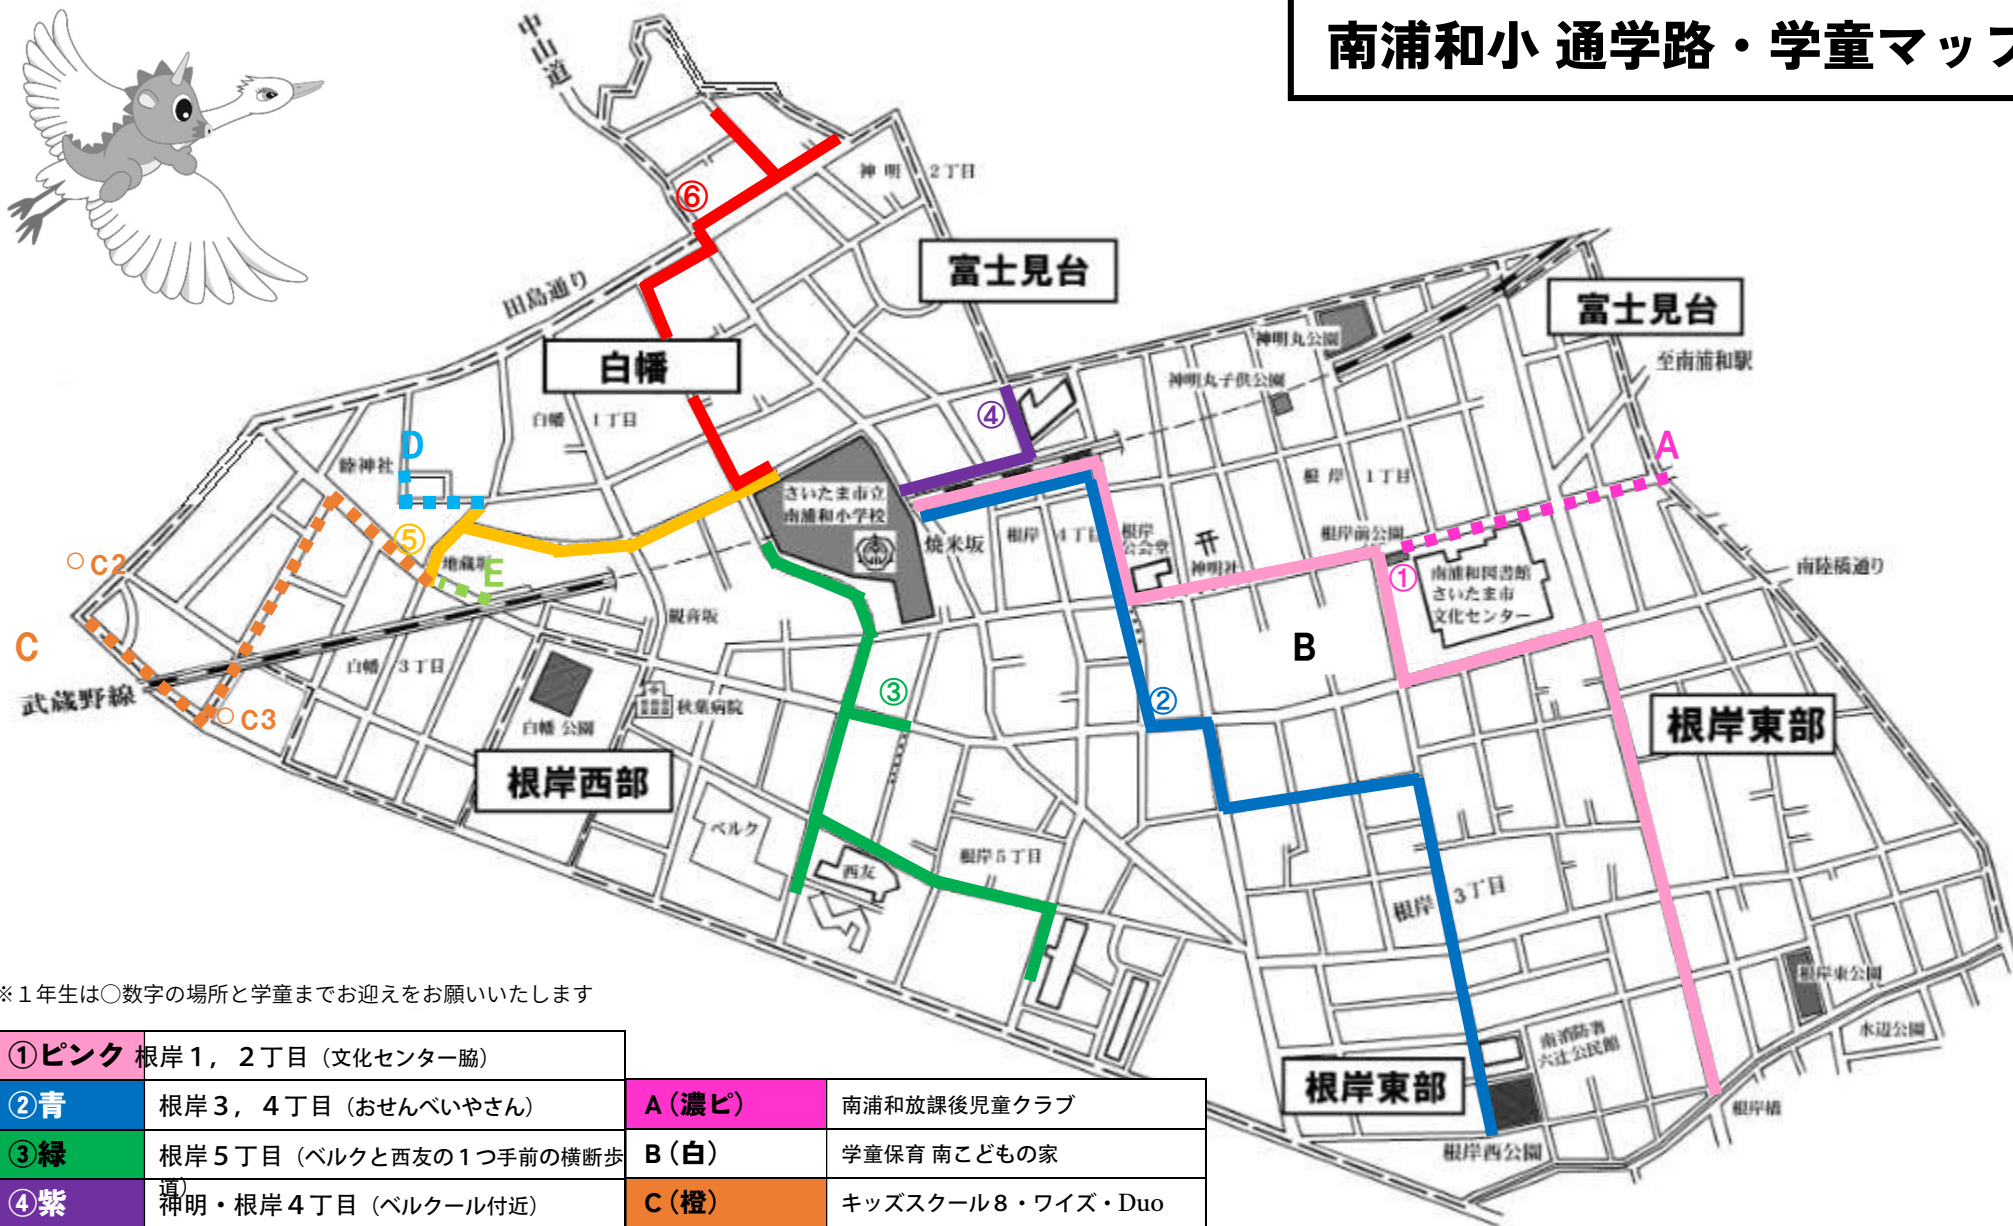 南浦和小 通学路・学童マップ
中山道
⑥
神 明 2丁目
富士見台
田島通り
富士見台
神明丸公園
至南浦和駅
白幡
神明丸子供公園
④
白幡 1丁目
A
D
睦神社
根 岸 1丁目
さいたま市立
南浦和小学校
焼米坂
根岸 4丁目
根岸
公会堂
神明社
根岸前公園
⑤
C2
地蔵坂
E
①
南浦和図書館
さいたま市
文化センター
南陸橋通り
観音坂
C
B
白幡 3丁目
武蔵野線
③
②
C3
秋葉病院
白幡 公園
根岸東部
根岸西部
ベルク
根岸5丁目
西友
根岸 3丁目
根岸東公園
※１年生は○数字の場所と学童までお迎えをお願いいたします
水辺公園
南消防署
六辻公民館
根岸東部
根岸橋
根岸西公園
①ピンク 根岸１，２丁目（文化センター脇）
②青 根岸３，４丁目（おせんべいやさん）
③緑 根岸５丁目（ベルクと西友の１つ手前の横断歩
道）
④紫 神明・根岸４丁目（ベルクール付近）
A（濃ピ） 南浦和放課後児童クラブ
B（白） 学童保育 南こどもの家
C（橙） キッズスクール８・ワイズ・Duo